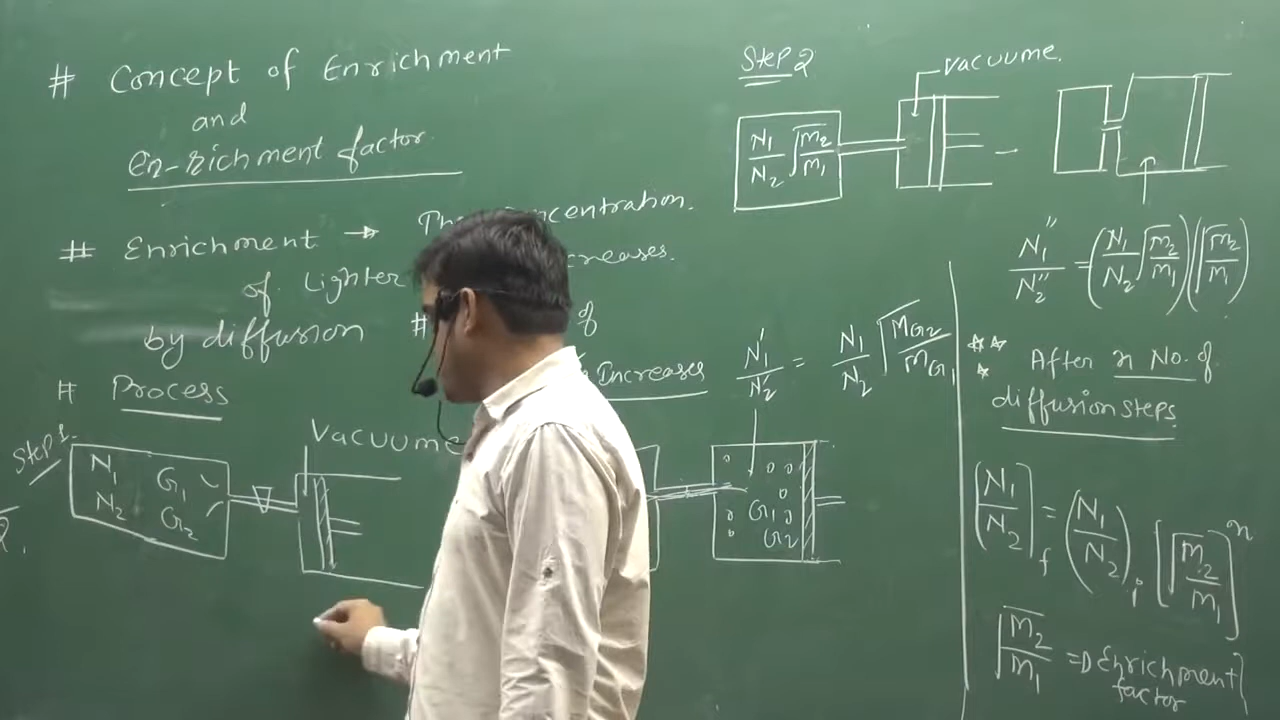 # Concept of Enrichment
and
en-richment factor.
# Enrichment → concentration.
of Lighter creases.
by diffusion # of
Increases
# Process
Step 1.
N1 G1
N2 G2
Vacuume
N1'/N2' = N1/N2 √(MG2/MG1)
G1
G2
Step 2
Vacuume.
N1/N2 √(M2/M1)
N1''/N2'' = (N1/N2 √(m2/m1))(√(m2/m1))
*** After n No. of
diffusion steps
[N1/N2]f = (N1/N2)i [√(m2/m1)]^n
√(m2/m1) => Enrichment
factor